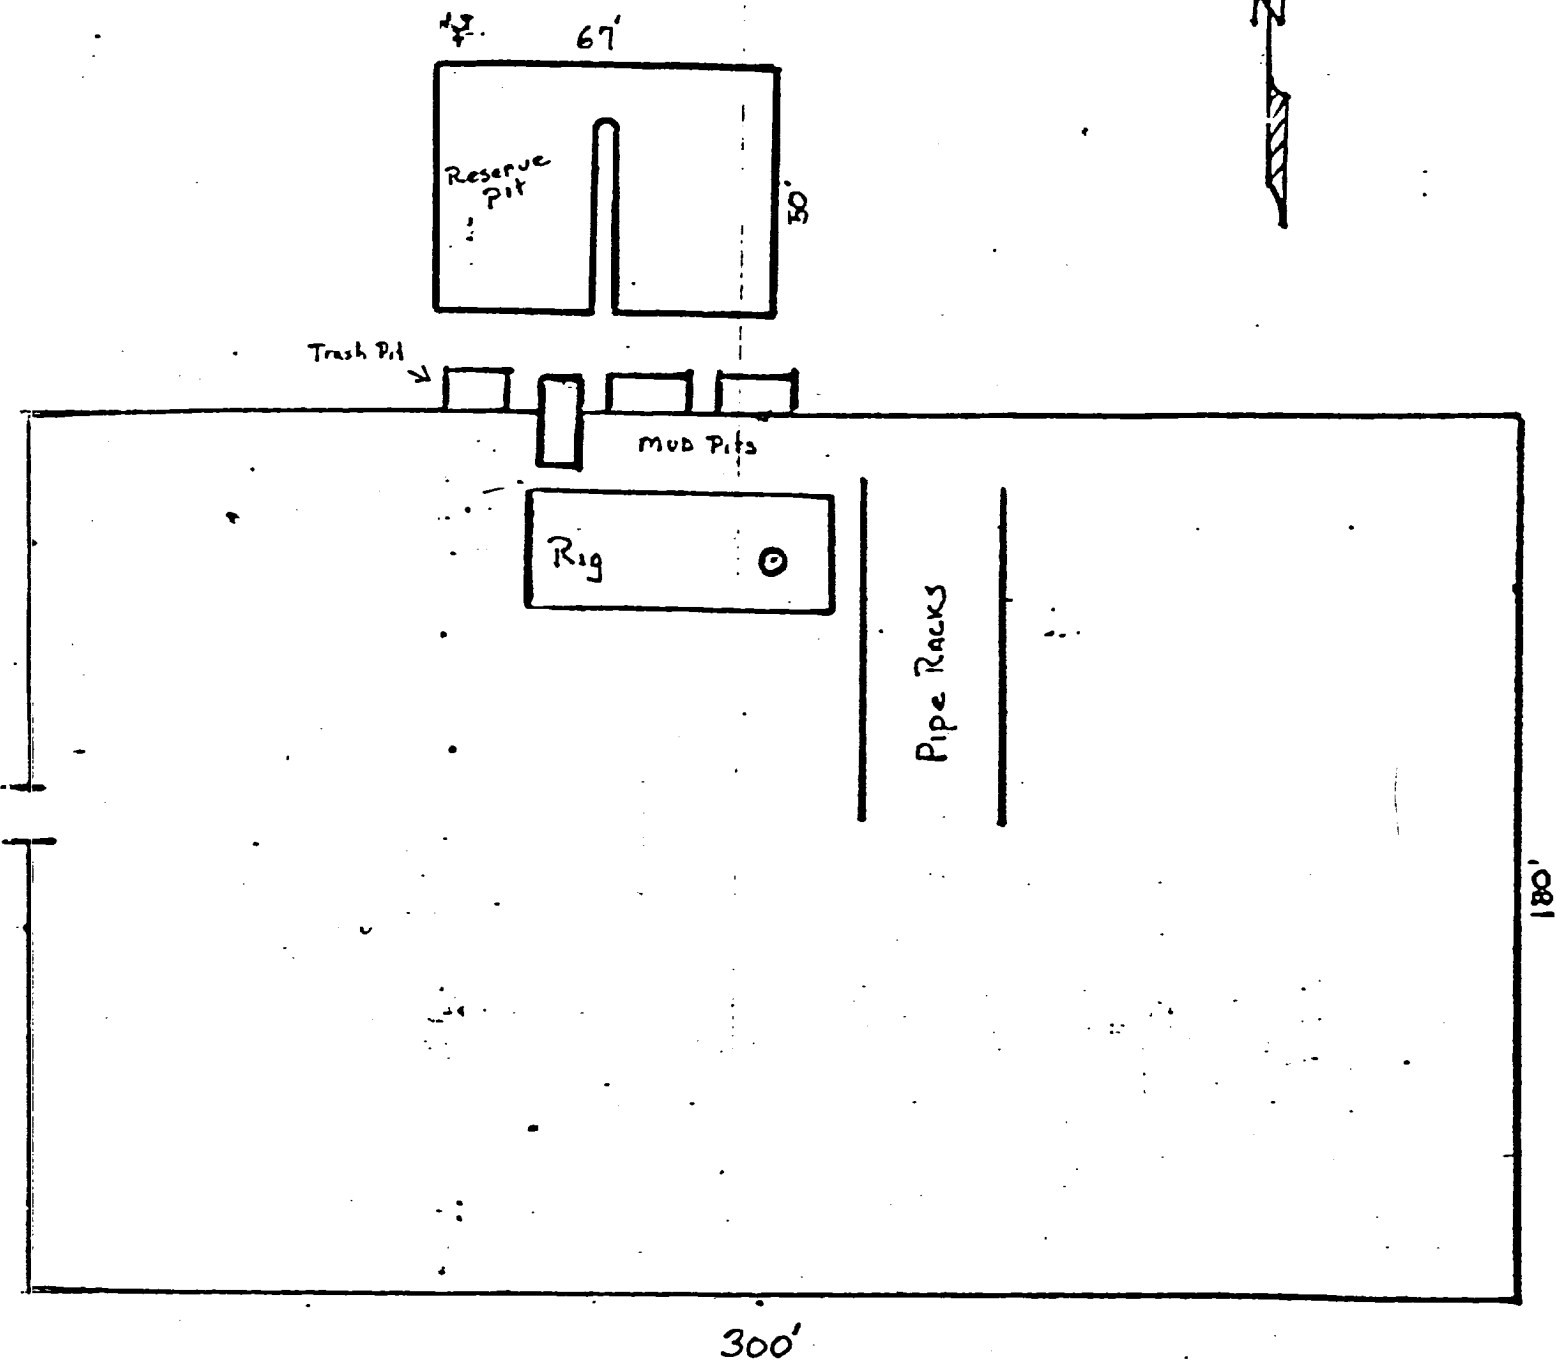 67'
N
Reserve
Pit
50'
Trash Pit
MUD Pits
Rig
Pipe Racks
180'
300'